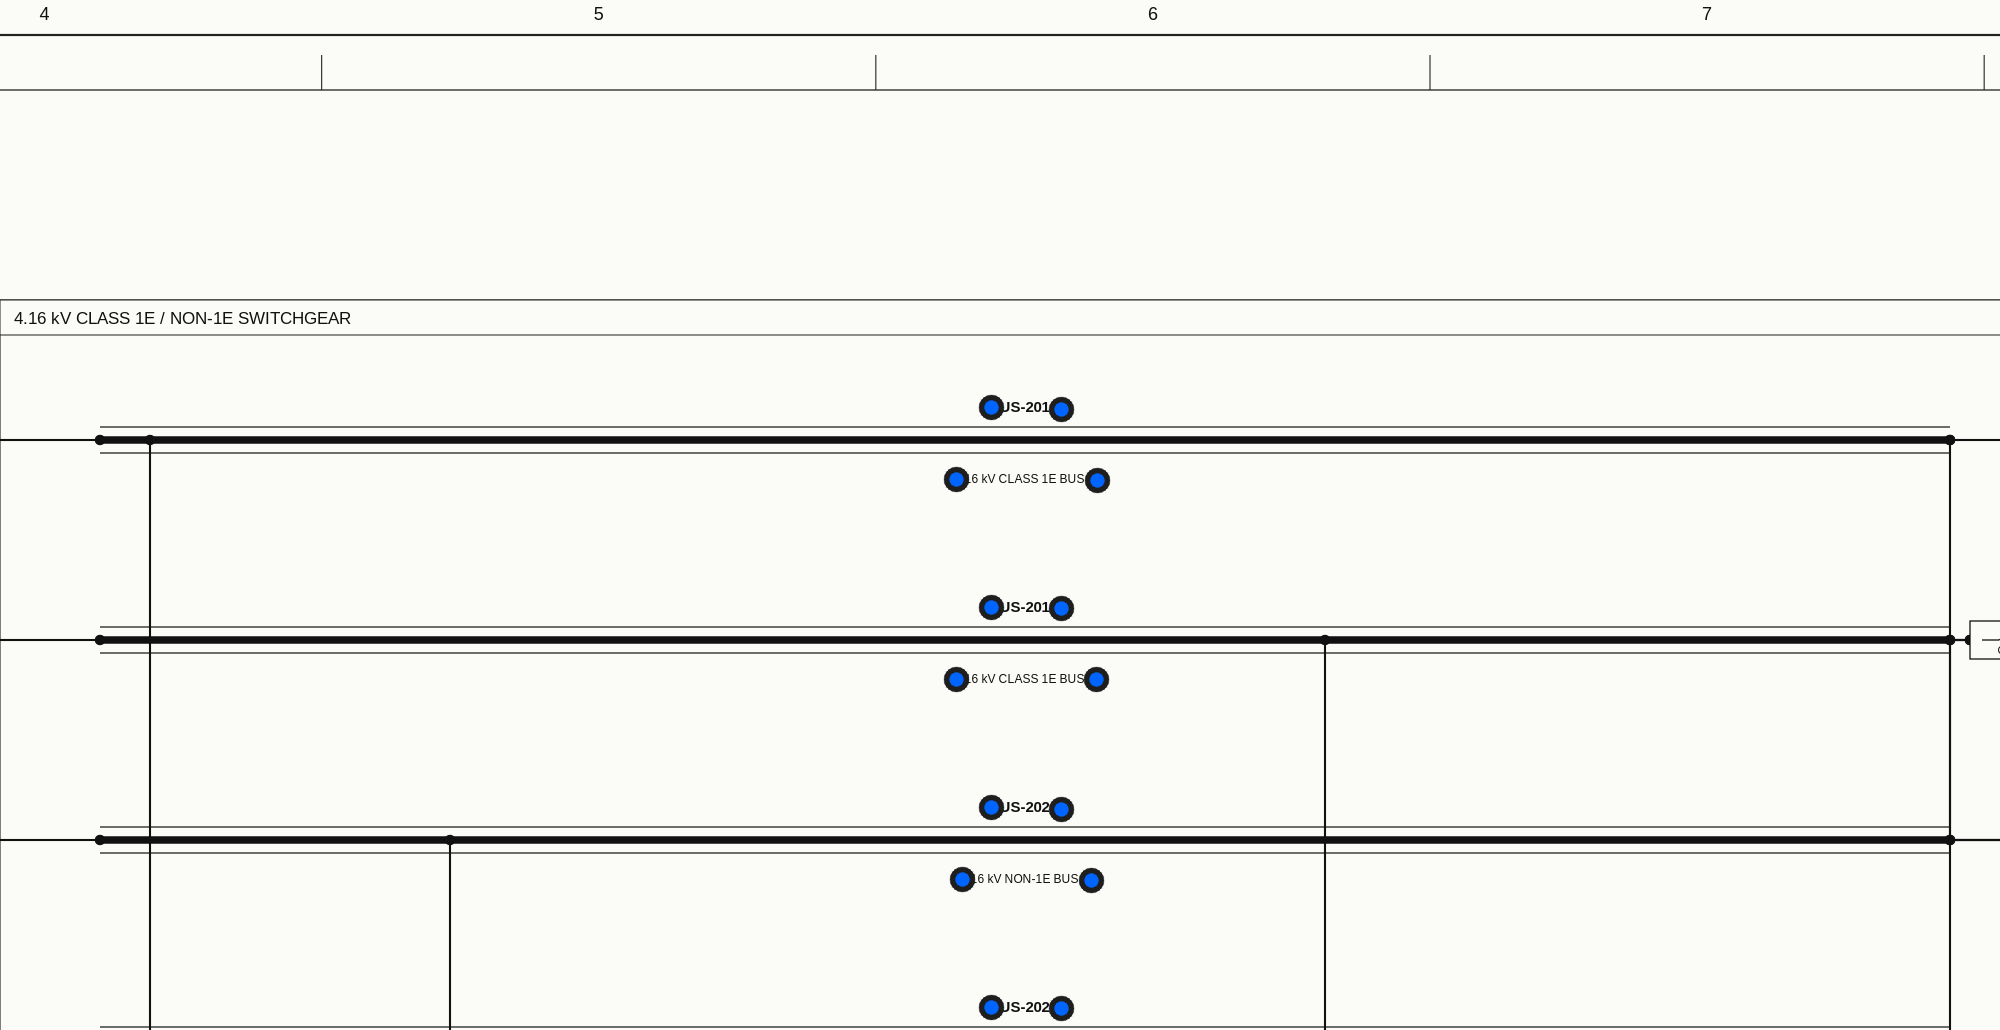 4 5 6 7
4.16 kV CLASS 1E / NON-1E SWITCHGEAR
US-201
16 kV CLASS 1E BUS
US-201
16 kV CLASS 1E BUS
US-202
16 kV NON-1E BUS
US-202